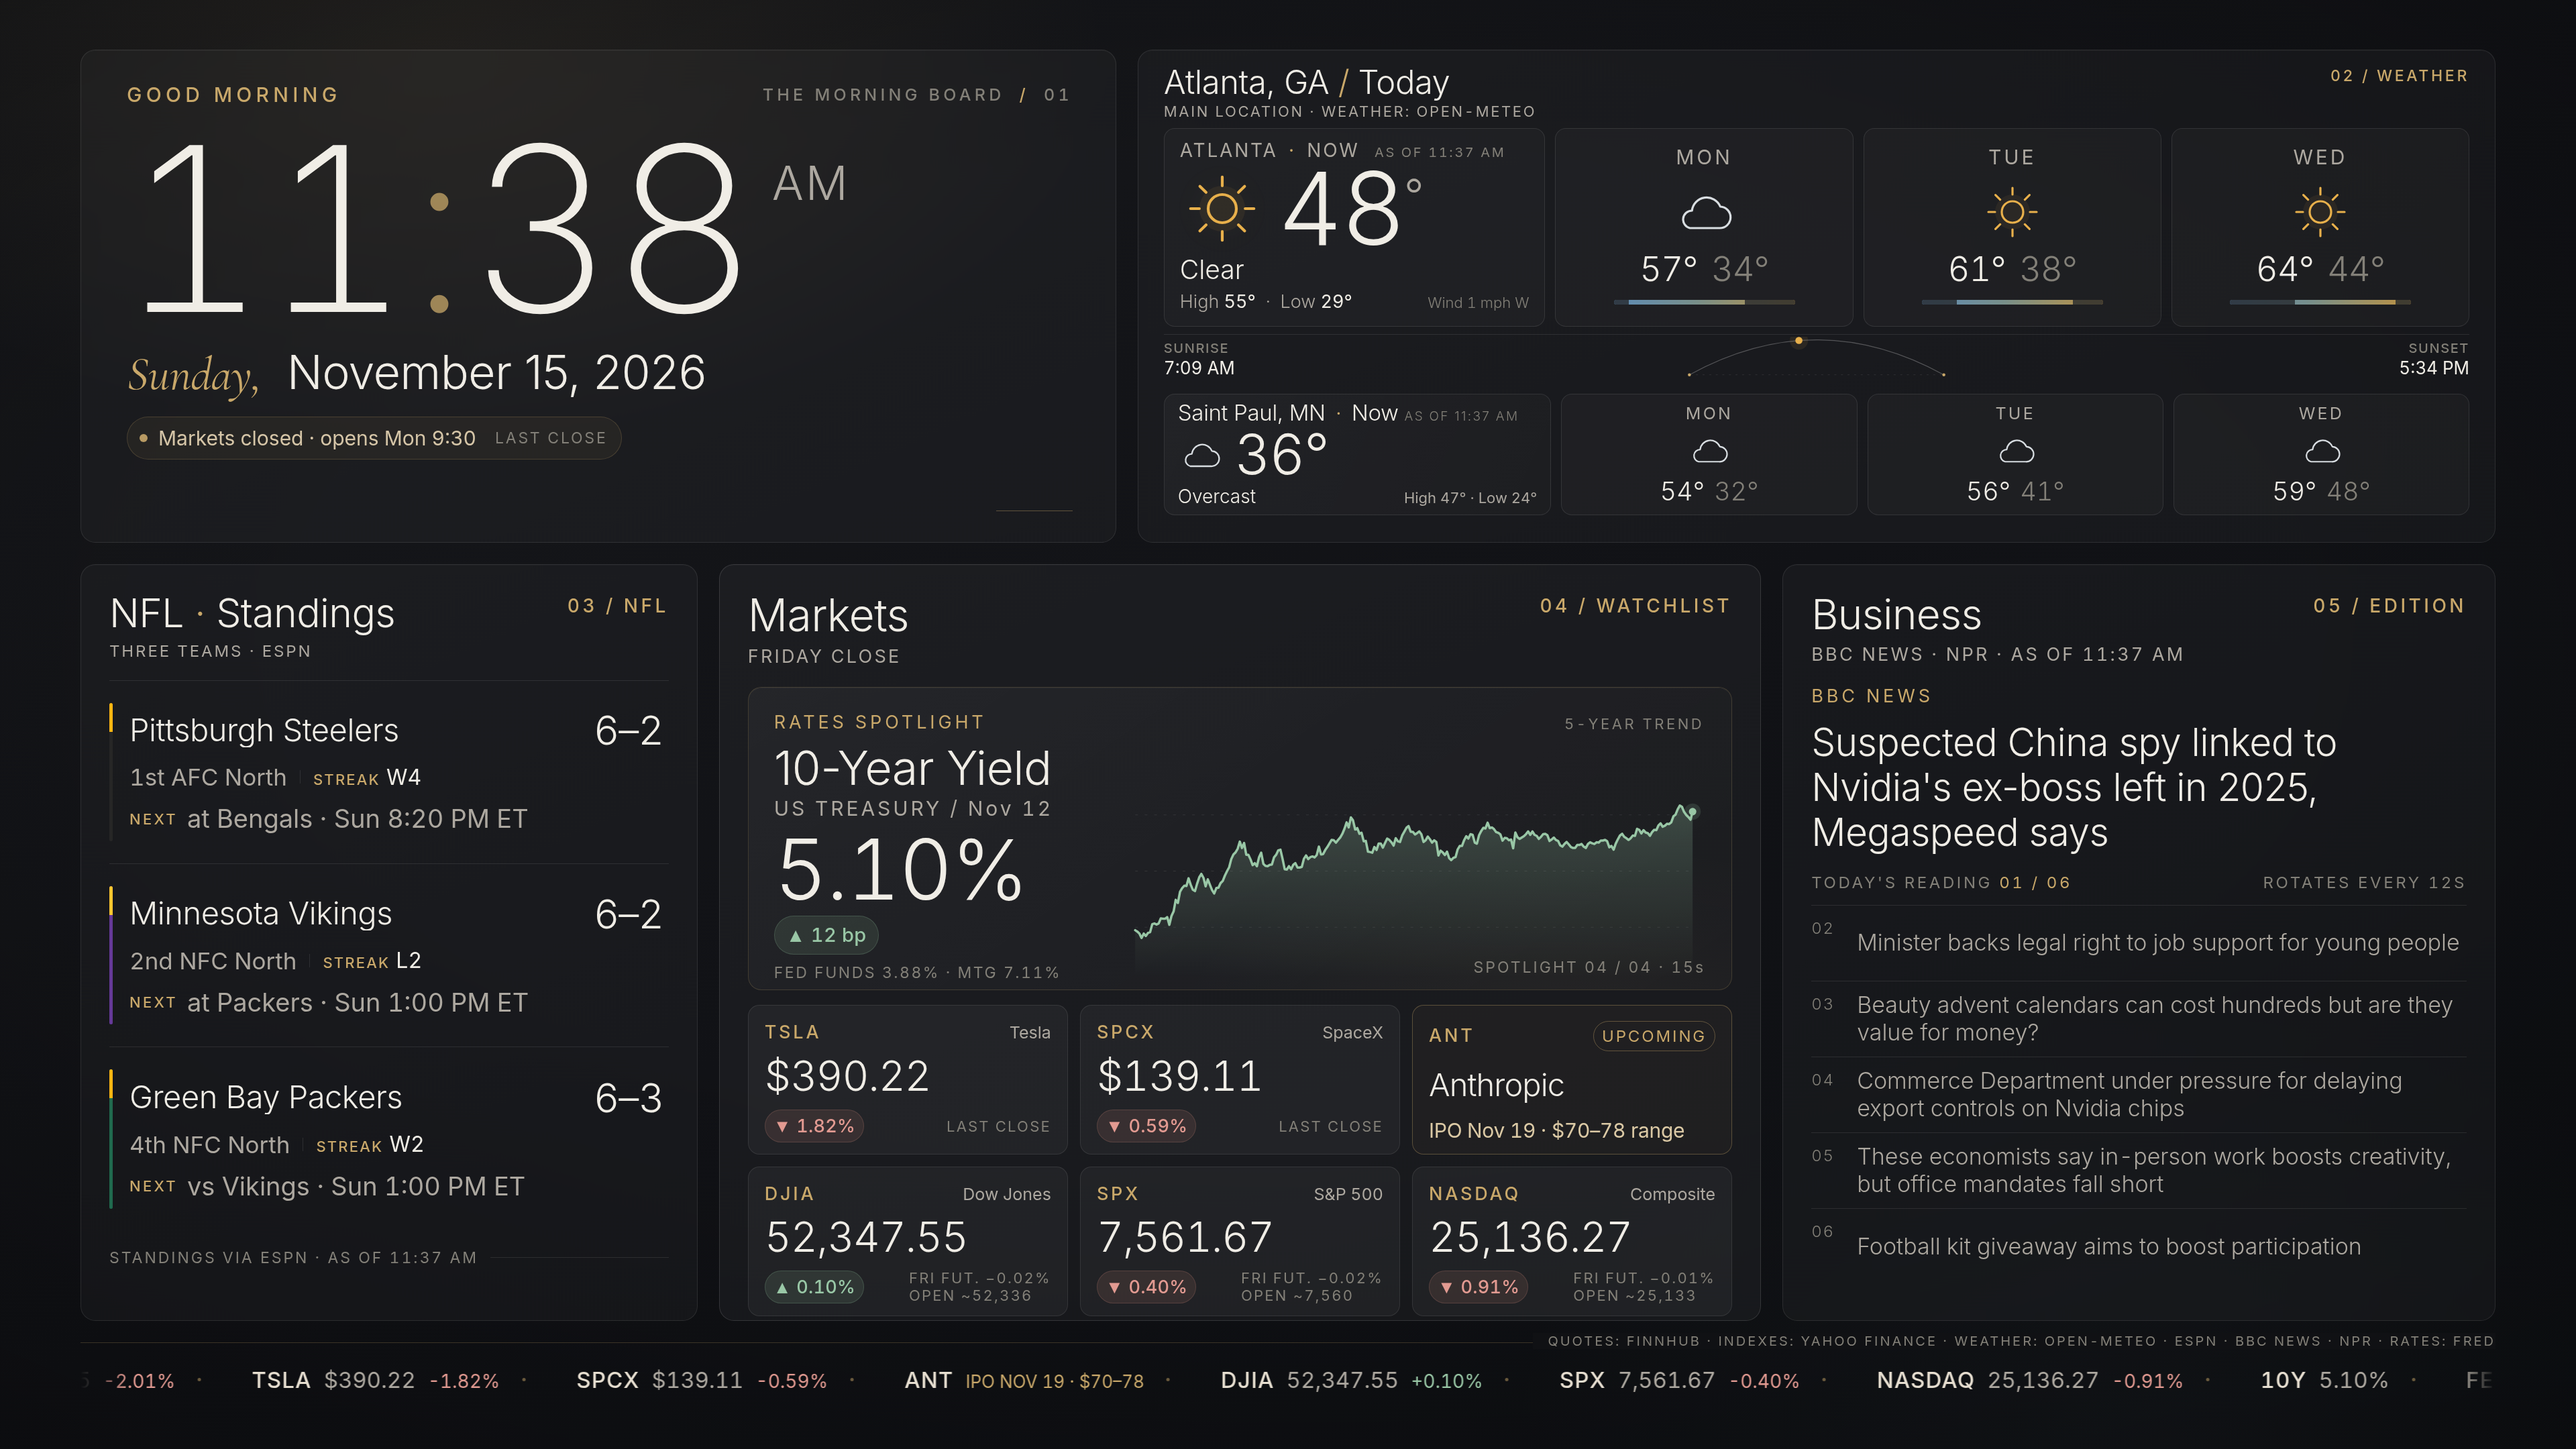 GOOD MORNING
THE MORNING BOARD / 01
11:38 AM
Sunday, November 15, 2026
Markets closed · opens Mon 9:30 LAST CLOSE
Atlanta, GA / Today
02 / WEATHER
MAIN LOCATION · WEATHER: OPEN-METEO
ATLANTA · NOW AS OF 11:37 AM
48°
Clear
High 55° · Low 29°
Wind 1 mph W
MON
57° 34°
TUE
61° 38°
WED
64° 44°
SUNRISE
7:09 AM
SUNSET
5:34 PM
Saint Paul, MN · Now AS OF 11:37 AM
36°
Overcast
High 47° · Low 24°
MON
54° 32°
TUE
56° 41°
WED
59° 48°
NFL · Standings
03 / NFL
THREE TEAMS · ESPN
Pittsburgh Steelers 6–2
1st AFC North STREAK W4
NEXT at Bengals · Sun 8:20 PM ET
Minnesota Vikings 6–2
2nd NFC North STREAK L2
NEXT at Packers · Sun 1:00 PM ET
Green Bay Packers 6–3
4th NFC North STREAK W2
NEXT vs Vikings · Sun 1:00 PM ET
STANDINGS VIA ESPN · AS OF 11:37 AM
Markets
04 / WATCHLIST
FRIDAY CLOSE
RATES SPOTLIGHT
5-YEAR TREND
10-Year Yield
US TREASURY / Nov 12
5.10%
▲ 12 bp
FED FUNDS 3.88% · MTG 7.11%
SPOTLIGHT 04 / 04 · 15s
TSLA Tesla
$390.22
▼ 1.82% LAST CLOSE
SPCX SpaceX
$139.11
▼ 0.59% LAST CLOSE
ANT UPCOMING
Anthropic
IPO Nov 19 · $70–78 range
DJIA Dow Jones
52,347.55
▲ 0.10%
FRI FUT. −0.02%
OPEN ~52,336
SPX S&P 500
7,561.67
▼ 0.40%
FRI FUT. −0.02%
OPEN ~7,560
NASDAQ Composite
25,136.27
▼ 0.91%
FRI FUT. −0.01%
OPEN ~25,133
Business
05 / EDITION
BBC NEWS · NPR · AS OF 11:37 AM
BBC NEWS
Suspected China spy linked to
Nvidia's ex-boss left in 2025,
Megaspeed says
TODAY'S READING 01 / 06
ROTATES EVERY 12S
02 Minister backs legal right to job support for young people
03 Beauty advent calendars can cost hundreds but are they
value for money?
04 Commerce Department under pressure for delaying
export controls on Nvidia chips
05 These economists say in-person work boosts creativity,
but office mandates fall short
06 Football kit giveaway aims to boost participation
QUOTES: FINNHUB · INDEXES: YAHOO FINANCE · WEATHER: OPEN-METEO · ESPN · BBC NEWS · NPR · RATES: FRED
-2.01% · TSLA $390.22 -1.82% · SPCX $139.11 -0.59% · ANT IPO NOV 19 · $70–78 · DJIA 52,347.55 +0.10% · SPX 7,561.67 -0.40% · NASDAQ 25,136.27 -0.91% · 10Y 5.10% · FE